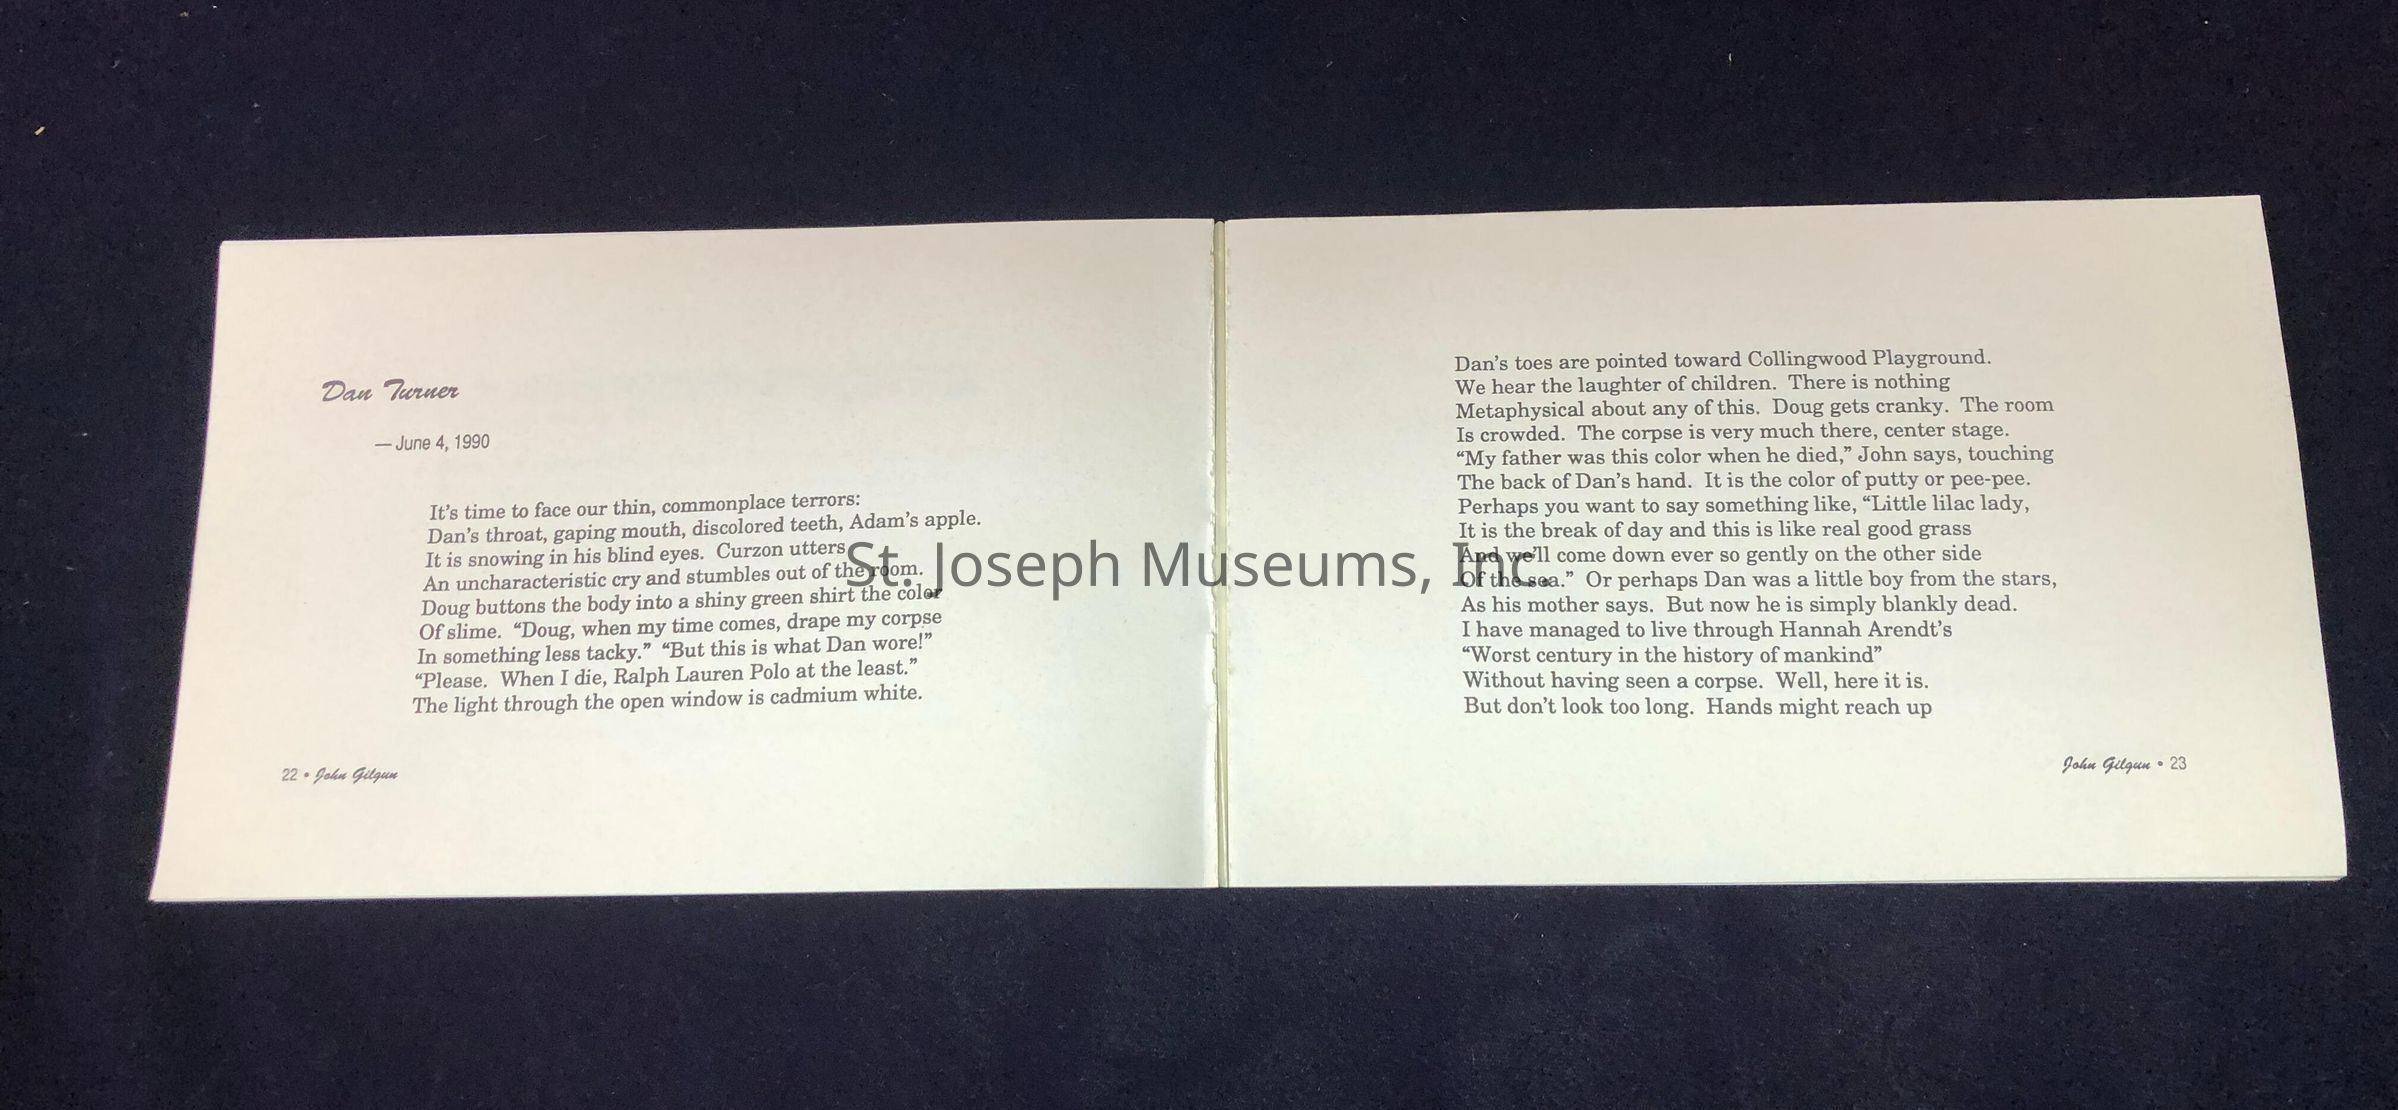 Dan Turner
— June 4, 1990
It's time to face our thin, commonplace terrors:
Dan's throat, gaping mouth, discolored teeth, Adam's apple.
It is snowing in his blind eyes.  Curzon utters
An uncharacteristic cry and stumbles out of the room.
Doug buttons the body into a shiny green shirt the color
Of slime.  “Doug, when my time comes, drape my corpse
In something less tacky.”  “But this is what Dan wore!”
“Please.  When I die, Ralph Lauren Polo at the least.”
The light through the open window is cadmium white.
22 • John Gilgun
Dan's toes are pointed toward Collingwood Playground.
We hear the laughter of children.  There is nothing
Metaphysical about any of this.  Doug gets cranky.  The room
Is crowded.  The corpse is very much there, center stage.
“My father was this color when he died,” John says, touching
The back of Dan's hand.  It is the color of putty or pee-pee.
Perhaps you want to say something like, “Little lilac lady,
It is the break of day and this is like real good grass
And we'll come down ever so gently on the other side
Of the sea.”  Or perhaps Dan was a little boy from the stars,
As his mother says.  But now he is simply blankly dead.
I have managed to live through Hannah Arendt's
“Worst century in the history of mankind”
Without having seen a corpse.  Well, here it is.
But don't look too long.  Hands might reach up
John Gilgun • 23
St. Joseph Museums, Inc.